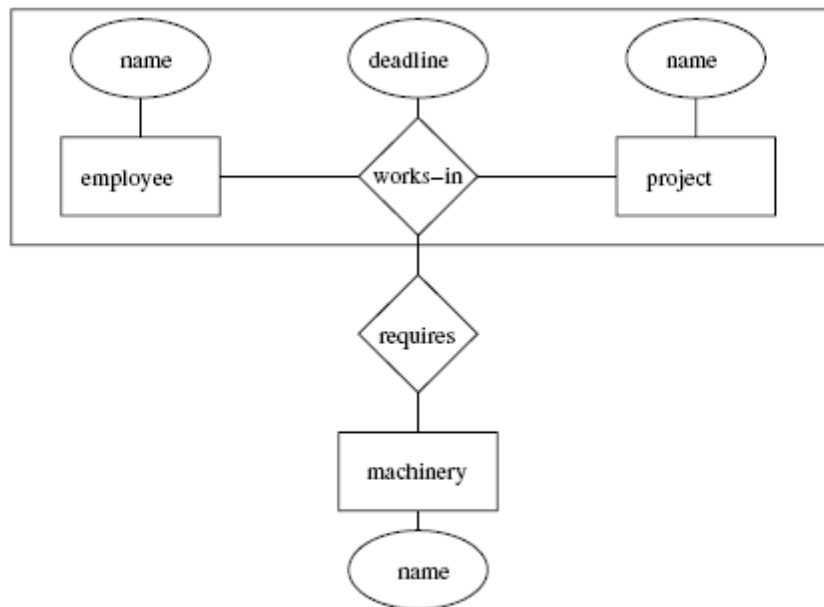 name
deadline
name
employee
works–in
project
requires
machinery
name